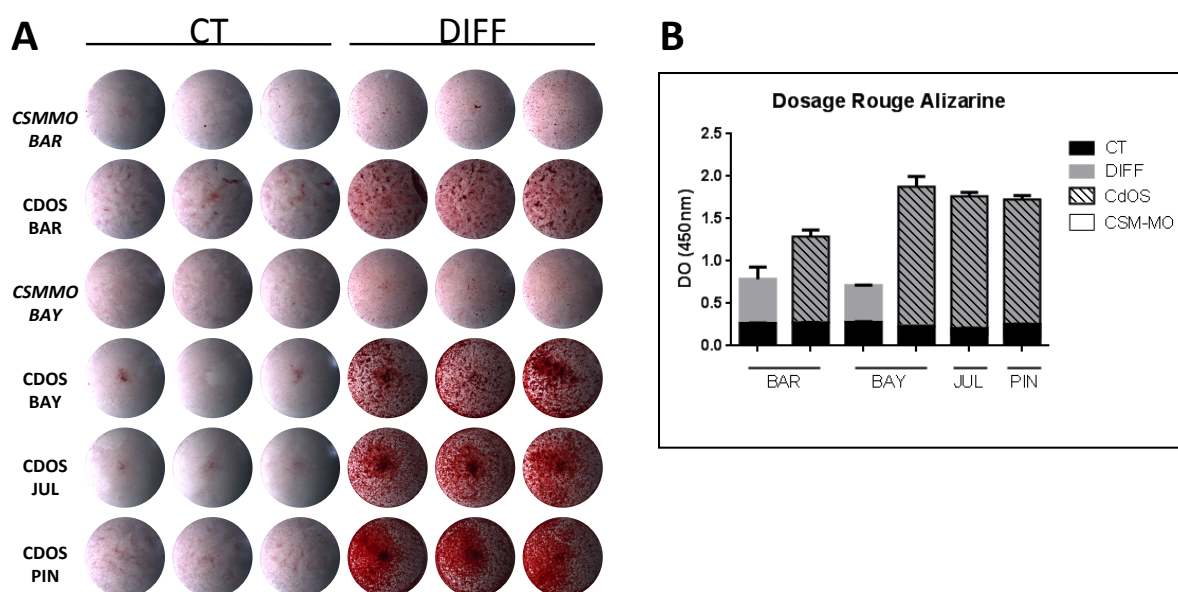 A
CT
DIFF
CSMMO
BAR
CDOS
BAR
CSMMO
BAY
CDOS
BAY
CDOS
JUL
CDOS
PIN
B
Dosage Rouge Alizarine
DO (450nm)
2.5
2.0
1.5
1.0
0.5
0.0
BAR
BAY
JUL
PIN
CT
DIFF
CdOS
CSM-MO